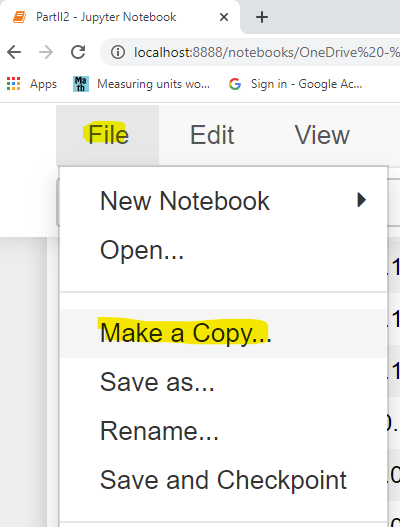 PartII2 - Jupyter Notebook
localhost:8888/notebooks/OneDrive%20-%
Apps Math Measuring units wo... Sign in - Google Ac...
File Edit View
New Notebook
Open...
.1
Make a Copy...
.1
Save as...
.1
Rename...
0.
Save and Checkpoint
.0